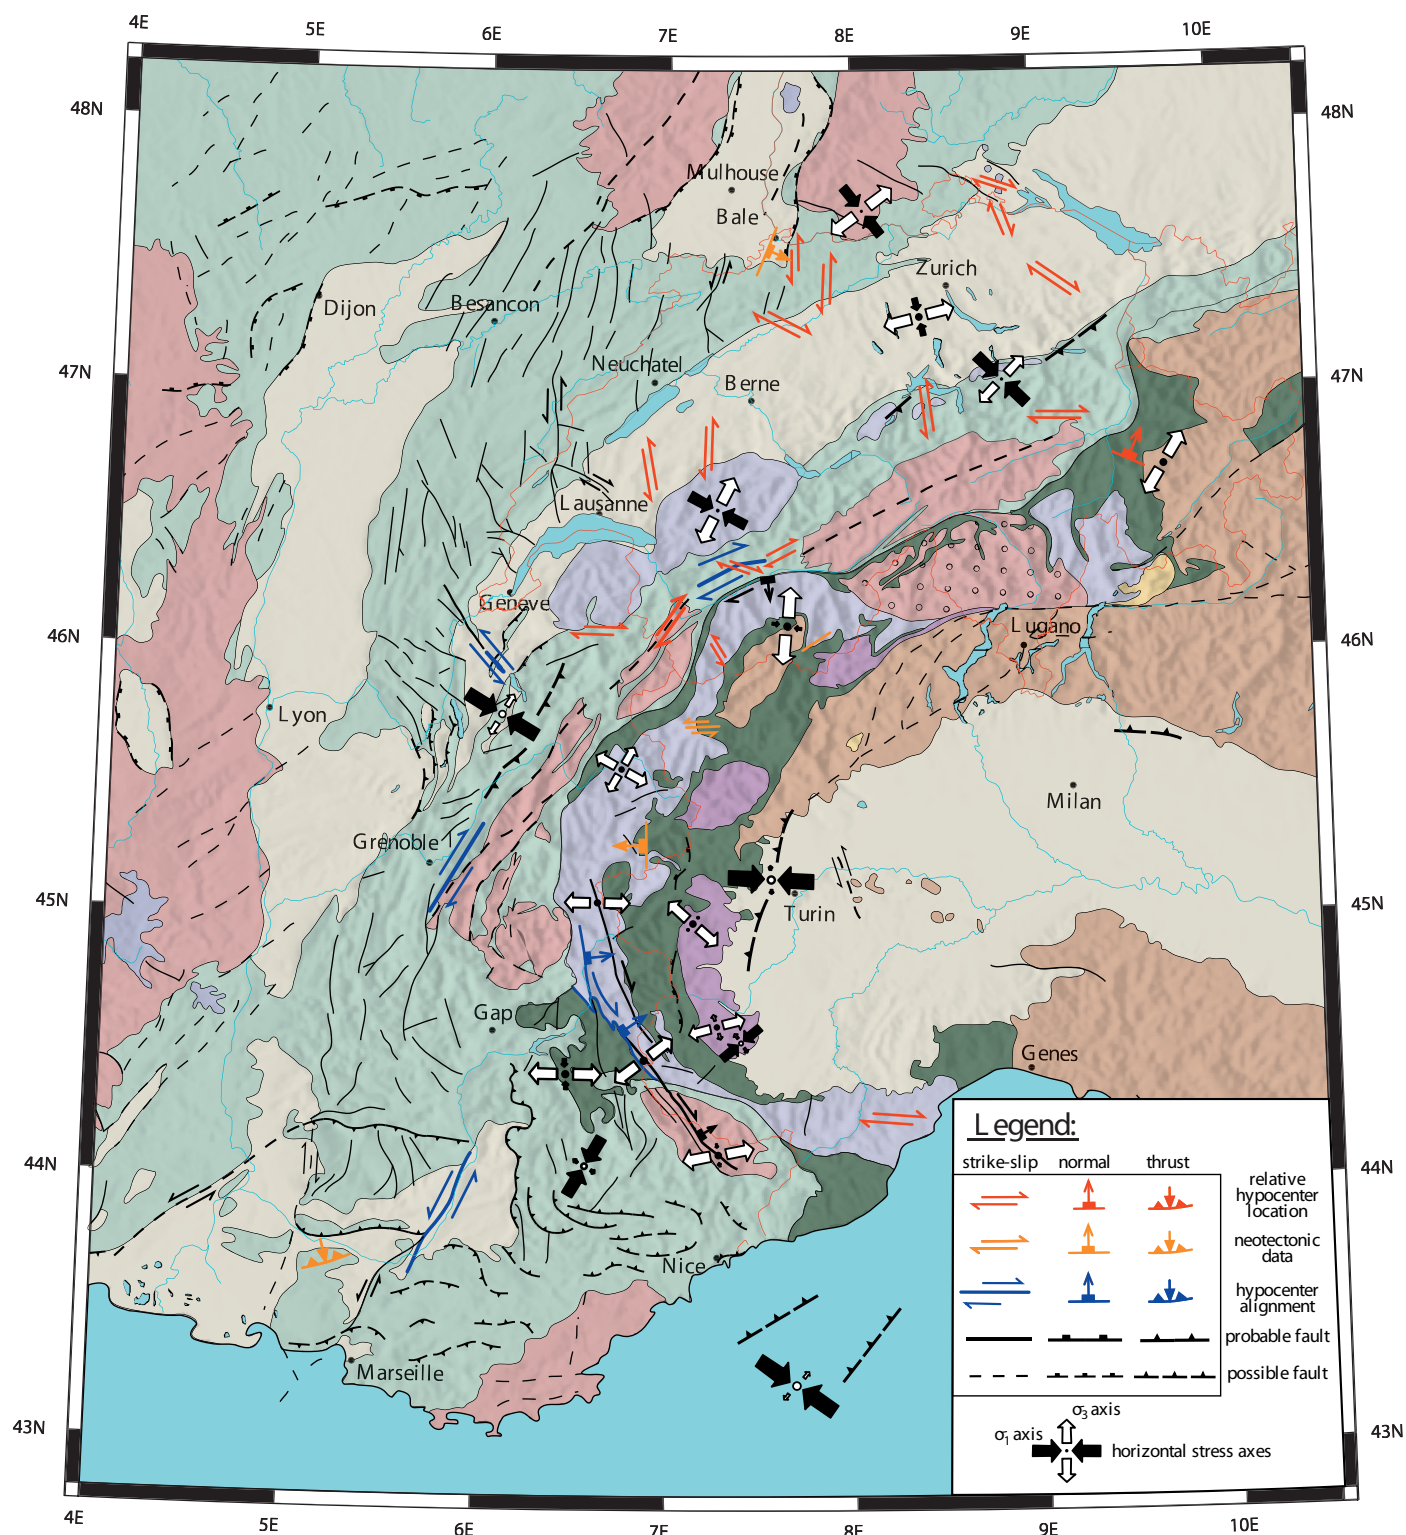 4E
5E
6E
7E
8E
9E
10E
48N
48N
Mulhouse
Bale
Zurich
Dijon
Besancon
47N
47N
Neuchatel
Berne
Lausanne
Geneve
46N
46N
Lugano
Lyon
Milan
Grenoble
45N
45N
Turin
Gap
Genes
44N
44N
Nice
Marseille
43N
43N
Legend:
strike-slip normal thrust
relative
hypocenter
location
neotectonic
data
hypocenter
alignment
probable fault
possible fault
σ3 axis
σ1 axis
horizontal stress axes
4E
5E
6E
7E
8E
9E
10E